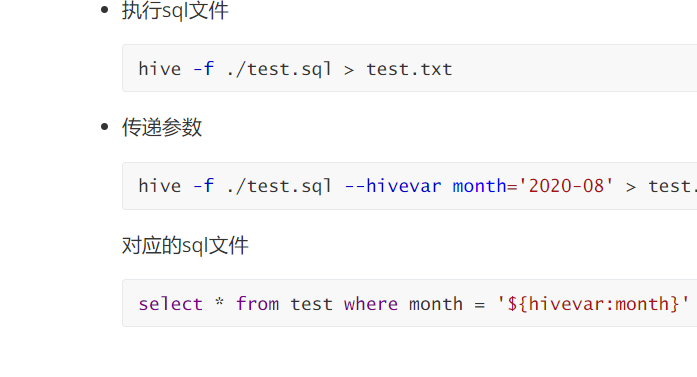 执行sql文件
hive -f ./test.sql > test.txt
传递参数
hive -f ./test.sql --hivevar month='2020-08' > test.
对应的sql文件
select * from test where month = '${hivevar:month}'